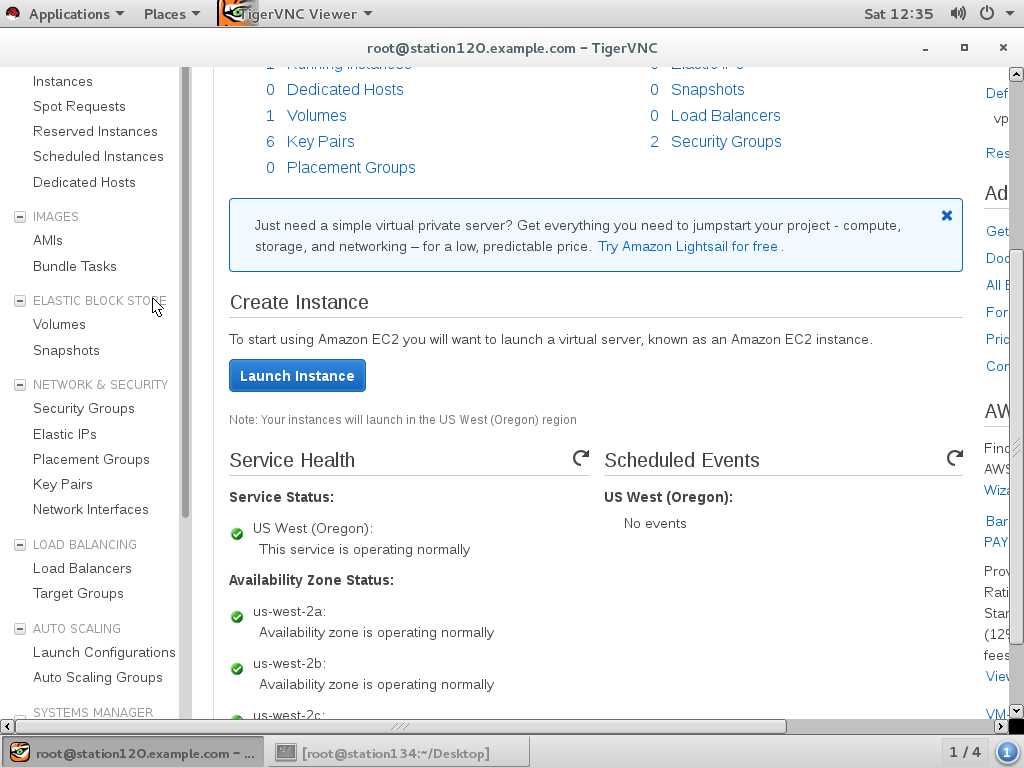 Applications Places TigerVNC Viewer Sat 12:35
root@station120.example.com − TigerVNC
Instances
Spot Requests
Reserved Instances
Scheduled Instances
Dedicated Hosts
IMAGES
AMIs
Bundle Tasks
ELASTIC BLOCK STORE
Volumes
Snapshots
NETWORK & SECURITY
Security Groups
Elastic IPs
Placement Groups
Key Pairs
Network Interfaces
LOAD BALANCING
Load Balancers
Target Groups
AUTO SCALING
Launch Configurations
Auto Scaling Groups
SYSTEMS MANAGER
1 Running Instances 0 Elastic IPs
0 Dedicated Hosts 0 Snapshots
1 Volumes 0 Load Balancers
6 Key Pairs 2 Security Groups
0 Placement Groups
Just need a simple virtual private server? Get everything you need to jumpstart your project - compute,
storage, and networking – for a low, predictable price. Try Amazon Lightsail for free .
Create Instance
To start using Amazon EC2 you will want to launch a virtual server, known as an Amazon EC2 instance.
Launch Instance
Note: Your instances will launch in the US West (Oregon) region
Service Health
Service Status:
US West (Oregon):
This service is operating normally
Availability Zone Status:
us-west-2a:
Availability zone is operating normally
us-west-2b:
Availability zone is operating normally
us-west-2c:
Scheduled Events
US West (Oregon):
No events
Def
vp
Res
Ad
Get
Doc
All E
For
Pric
Con
AW
Find
AWS
Wiza
Bar
PAY
Prov
Rati
Star
(12%
fees
View
VM-
root@station120.example.com − ... [root@station134:~/Desktop] 1 / 4 1